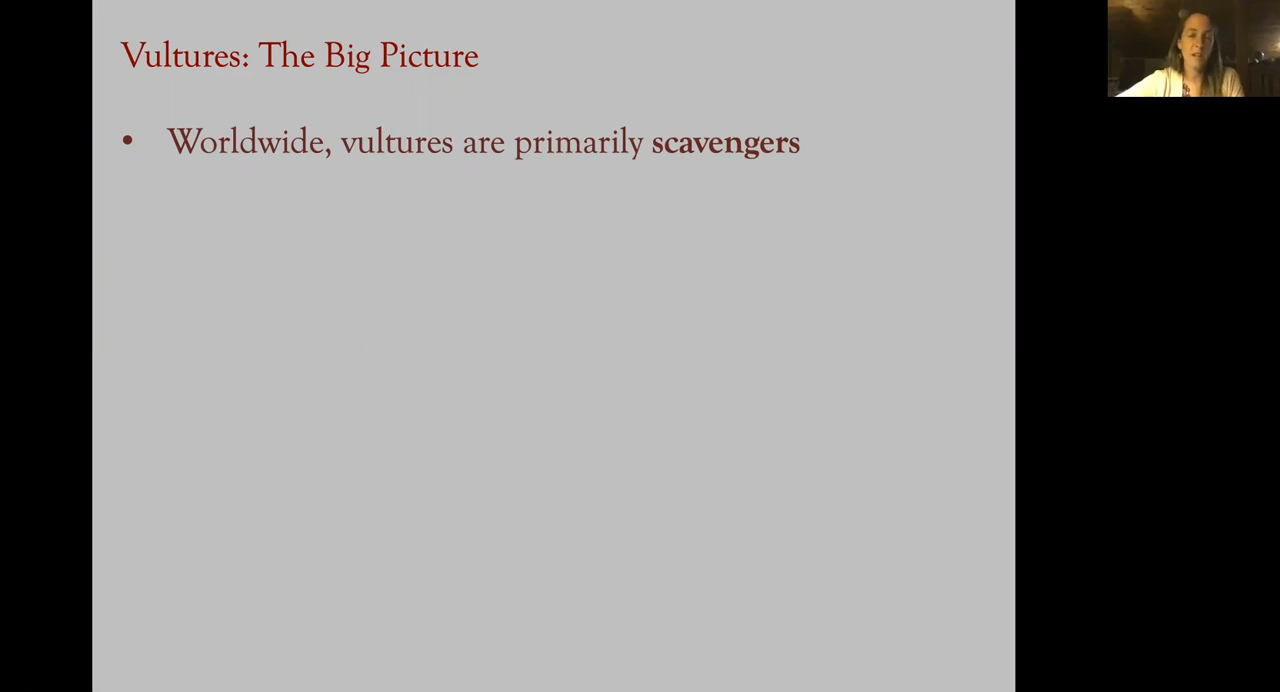 Vultures: The Big Picture
• Worldwide, vultures are primarily scavengers